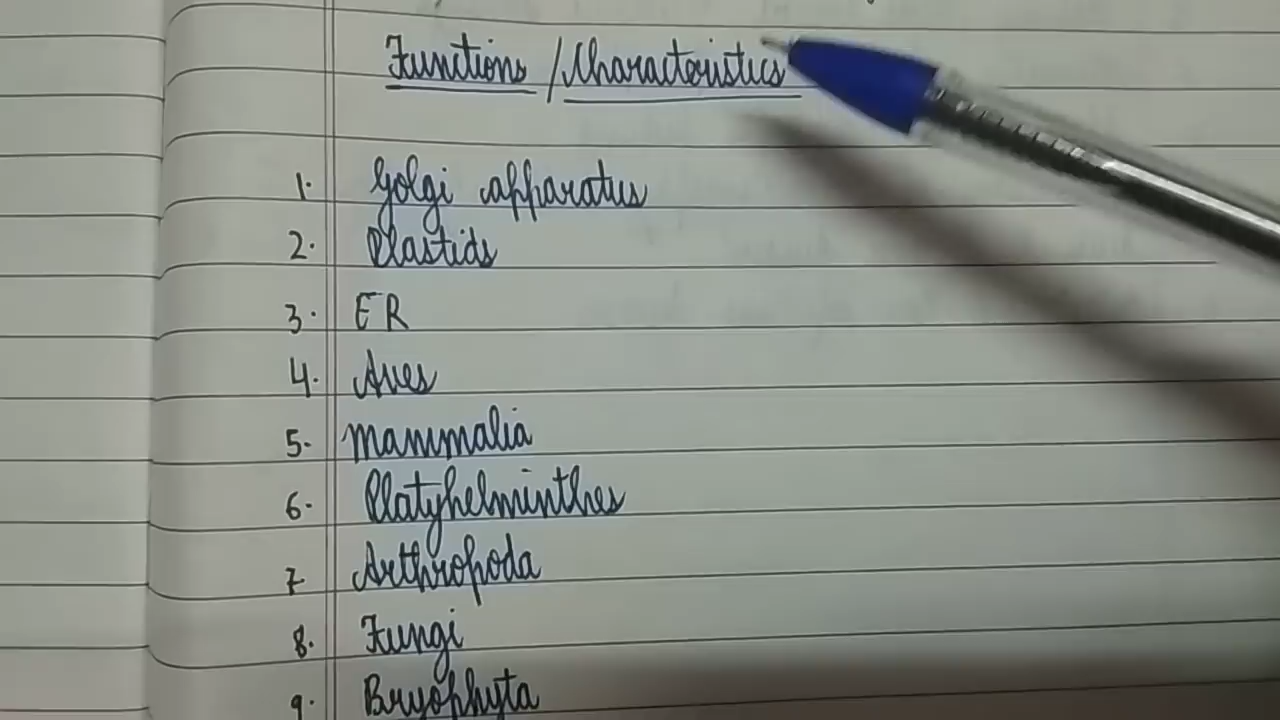 Functions / Characteristics
1. Golgi apparatus
2. Plastids
3. ER
4. Aves
5. Mammalia
6. Platyhelminthes
7 Arthropoda
8. Fungi
9. Bryophyta